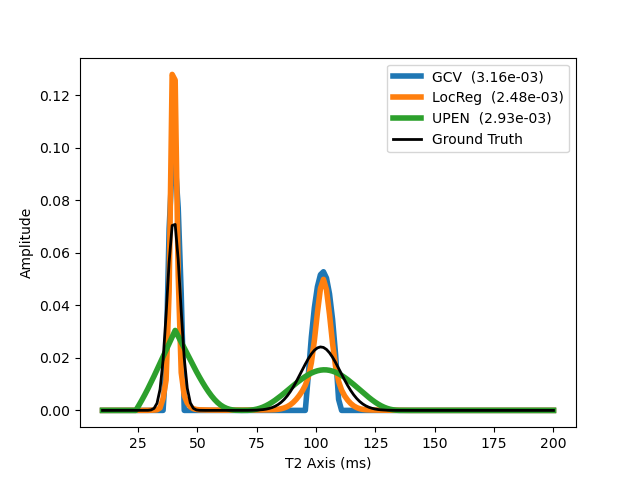 GCV (3.16e-03)
LocReg (2.48e-03)
UPEN (2.93e-03)
Ground Truth
0.12
0.10
0.08
0.06
0.04
0.02
0.00
Amplitude
25 50 75 100 125 150 175 200
T2 Axis (ms)